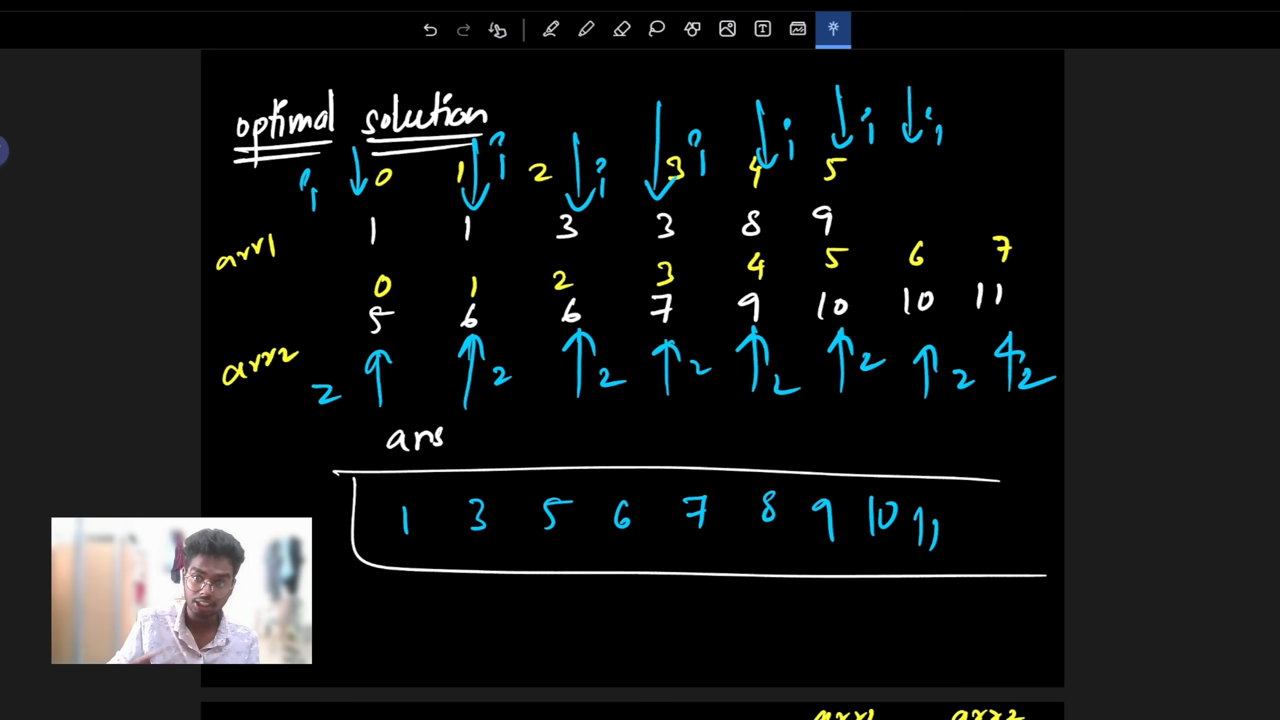 optimal solution
i i i i i i i
0 1 2 3 4 5
arr1 1 1 3 3 8 9
0 1 2 3 4 5 6 7
5 6 6 7 9 10 10 11
arr2
2 2 2 2 2 2 2 2
ans
1 3 5 6 7 8 9 10 11
arr1 arr2